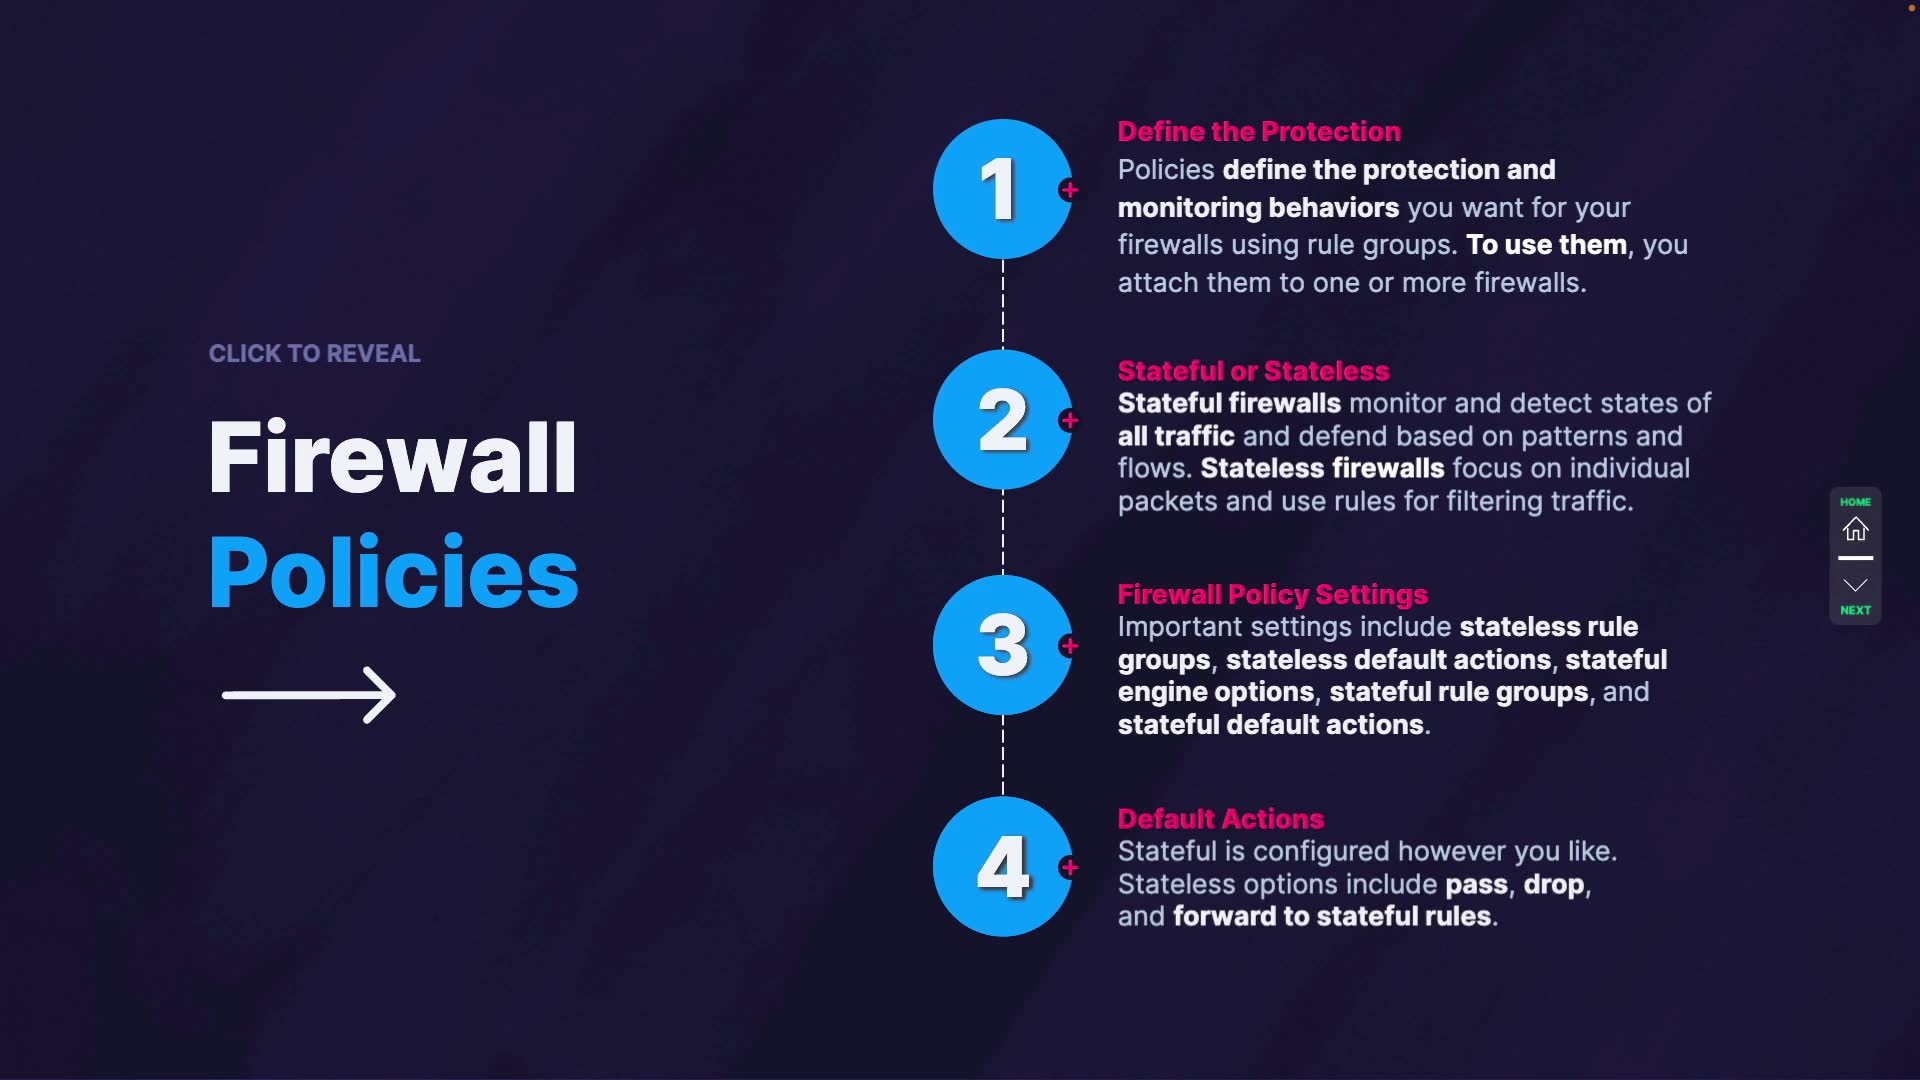 CLICK TO REVEAL
Firewall
Policies
1
Define the Protection
Policies define the protection and
monitoring behaviors you want for your
firewalls using rule groups. To use them, you
attach them to one or more firewalls.
2
Stateful or Stateless
Stateful firewalls monitor and detect states of
all traffic and defend based on patterns and
flows. Stateless firewalls focus on individual
packets and use rules for filtering traffic.
3
Firewall Policy Settings
Important settings include stateless rule
groups, stateless default actions, stateful
engine options, stateful rule groups, and
stateful default actions.
4
Default Actions
Stateful is configured however you like.
Stateless options include pass, drop,
and forward to stateful rules.
HOME
NEXT